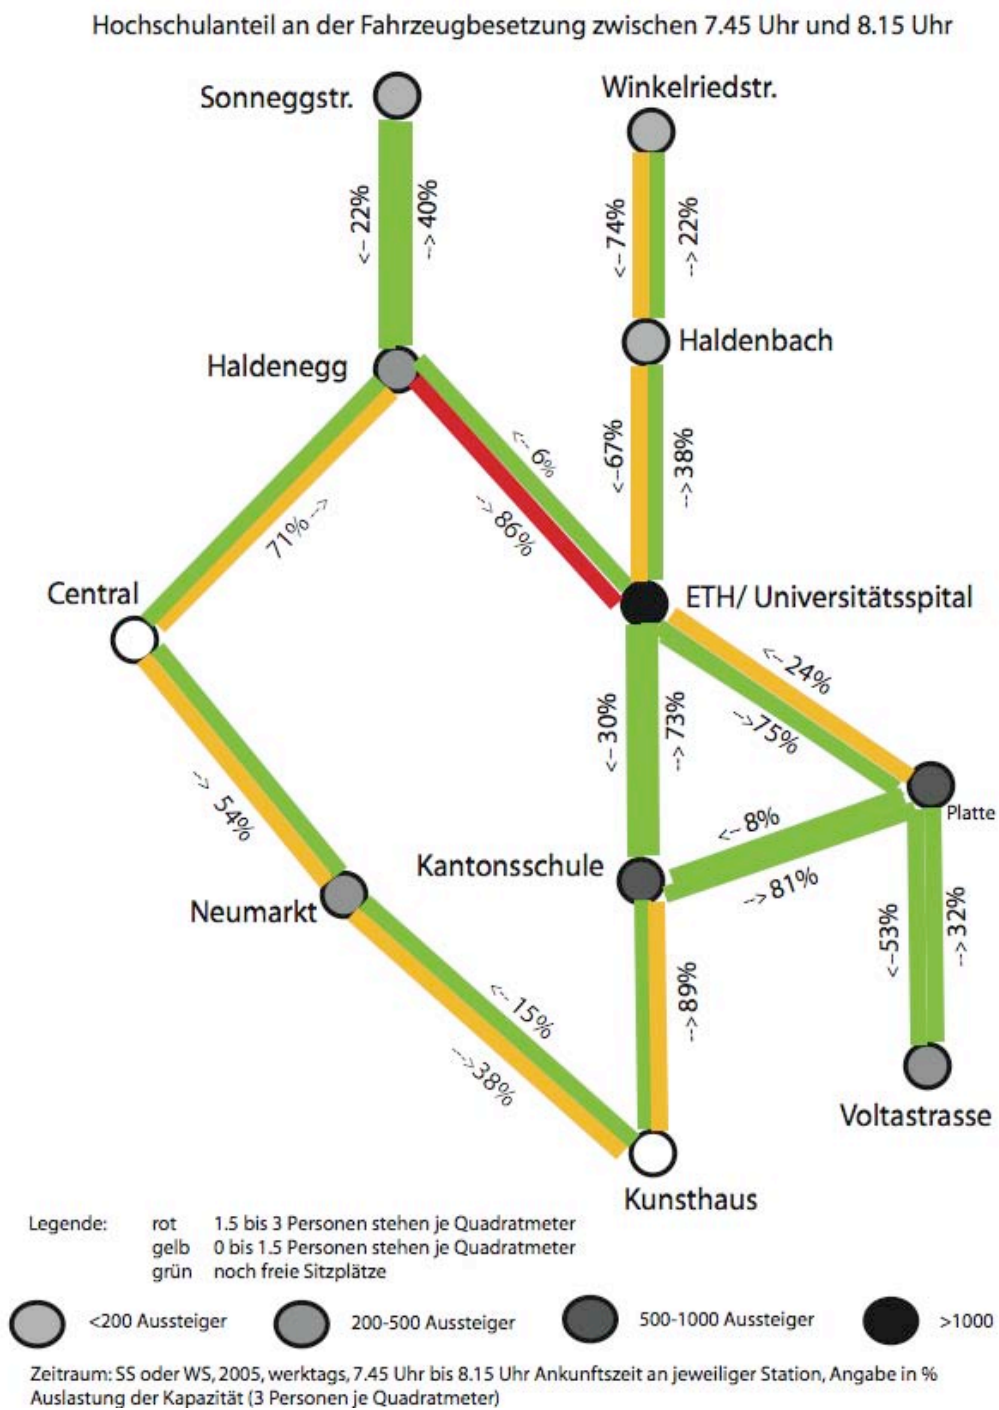 Hochschulanteil an der Fahrzeugbesetzung zwischen 7.45 Uhr und 8.15 Uhr
Sonneggstr.
Winkelriedstr.
<-- 22%
--> 40%
<-- 74%
--> 22%
Haldenegg
Haldenbach
<-- 6%
--> 86%
<--67%
-->38%
71% -->
Central
ETH/ Universitätsspital
<-- 24%
-->75%
<-- 30%
--> 73%
--> 54%
Platte
<-- 8%
--> 81%
Kantonsschule
Neumarkt
<--53%
--> 32%
<-- 15%
-->38%
-->89%
Voltastrasse
Kunsthaus
Legende: rot 1.5 bis 3 Personen stehen je Quadratmeter
gelb 0 bis 1.5 Personen stehen je Quadratmeter
grün noch freie Sitzplätze
<200 Aussteiger 200-500 Aussteiger 500-1000 Aussteiger >1000
Zeitraum: SS oder WS, 2005, werktags, 7.45 Uhr bis 8.15 Uhr Ankunftszeit an jeweiliger Station, Angabe in %
Auslastung der Kapazität (3 Personen je Quadratmeter)